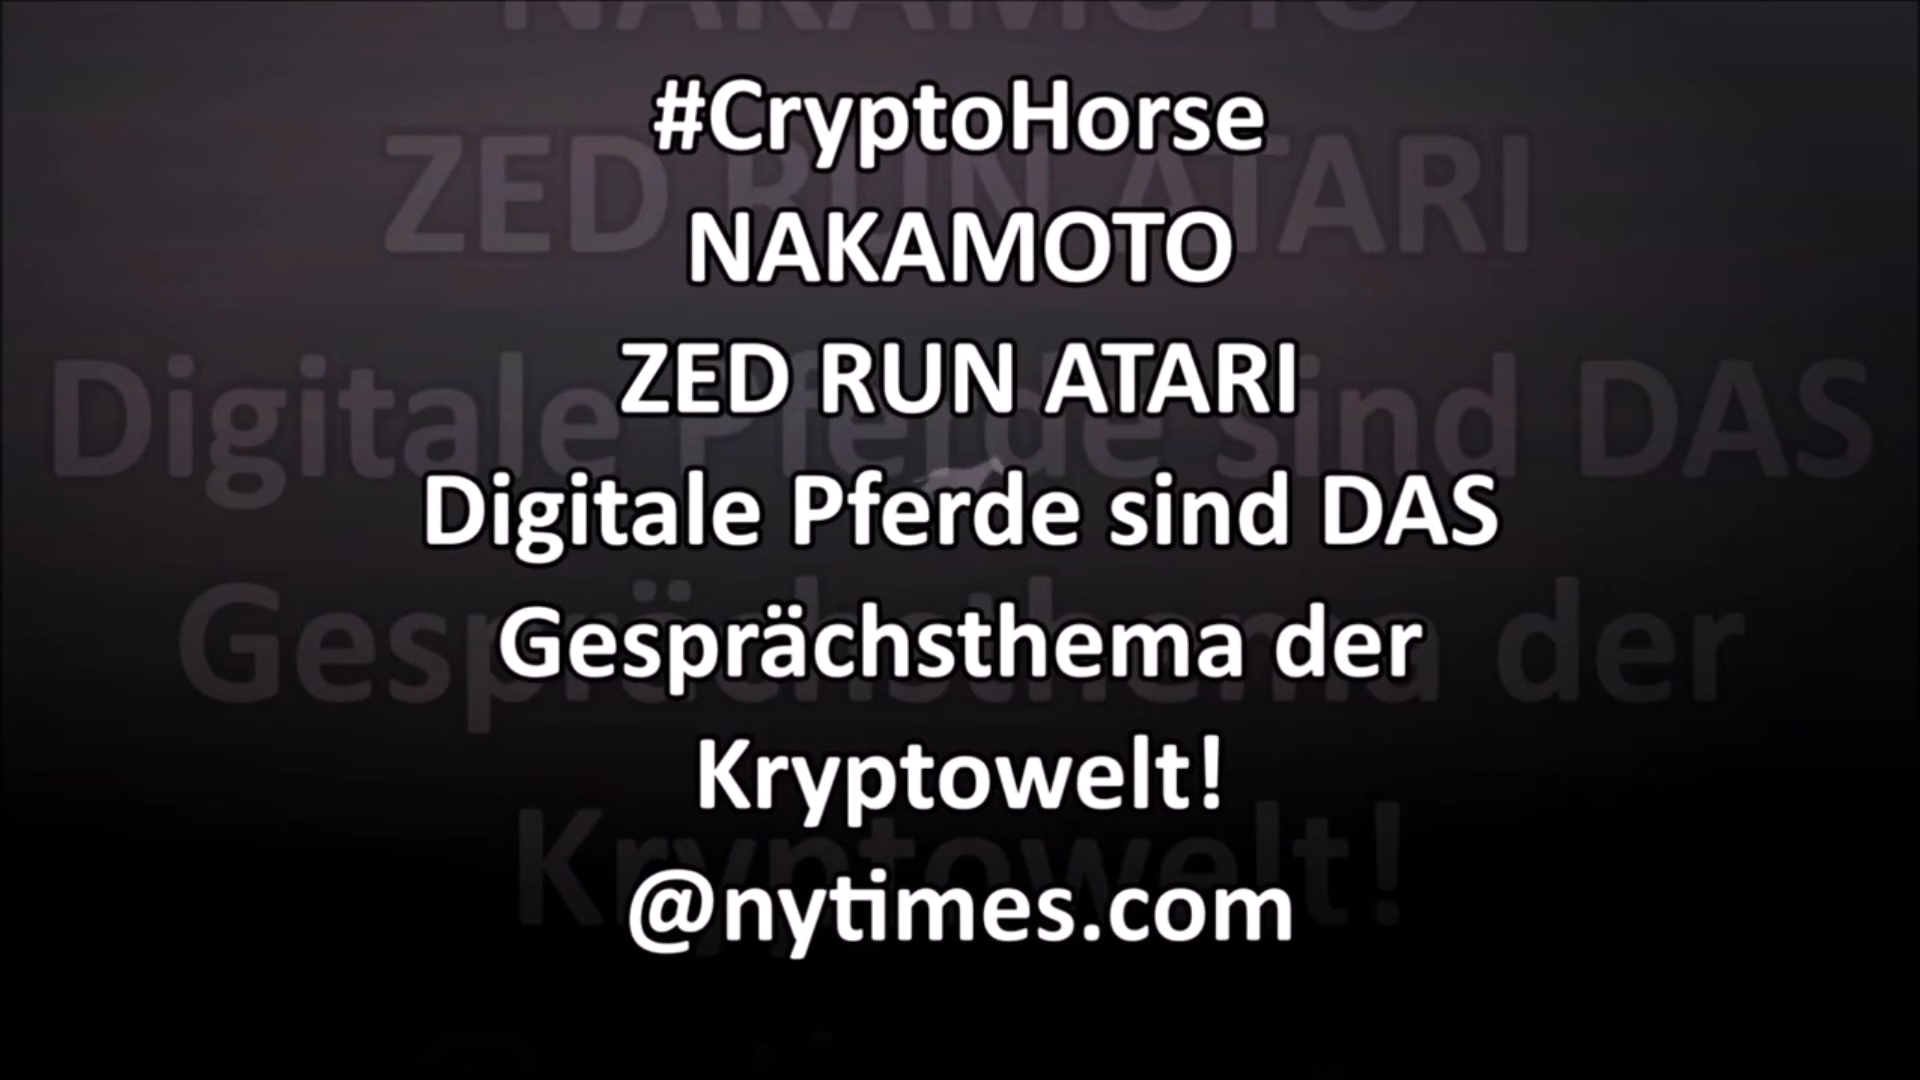 #CryptoHorse
NAKAMOTO
ZED RUN ATARI
Digitale Pferde sind DAS
Gesprächsthema der
Kryptowelt!
@nytimes.com